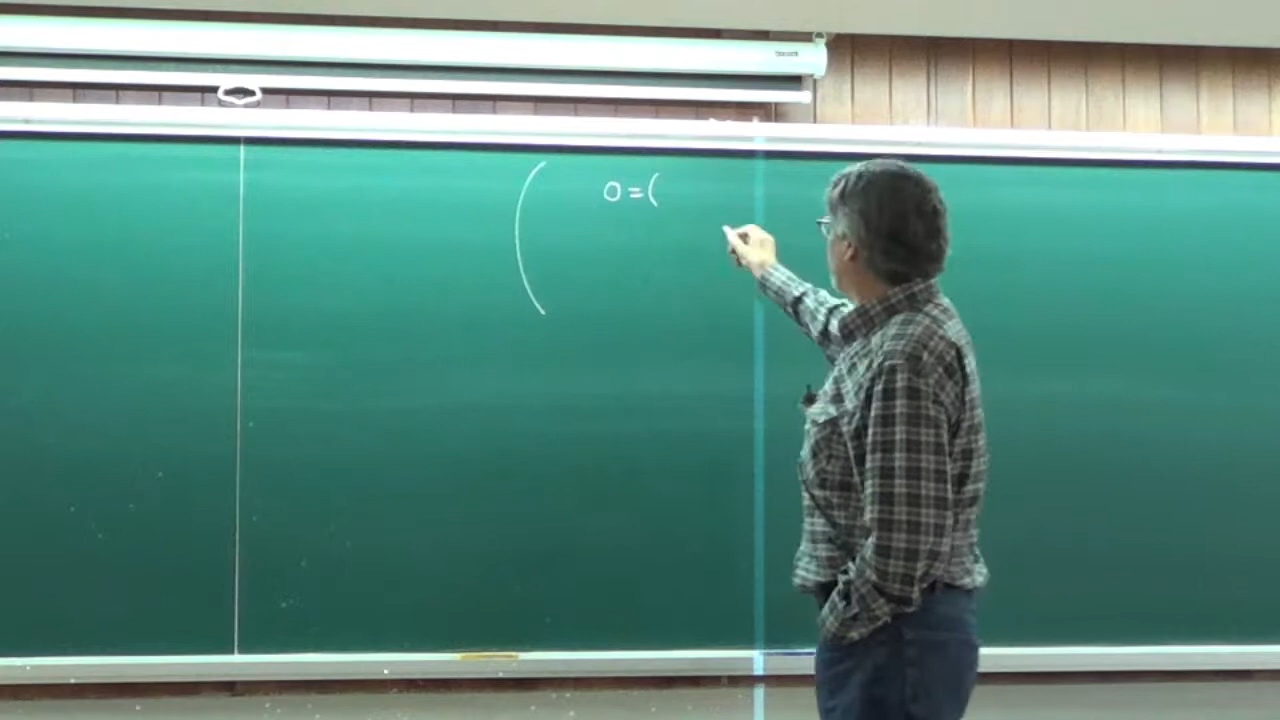 ( 0 = (